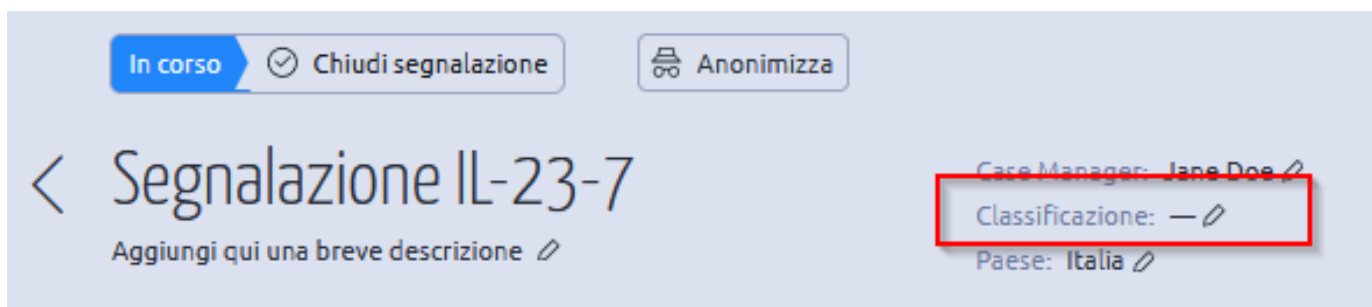 In corso Chiudi segnalazione Anonimizza
Segnalazione IL-23-7
Aggiungi qui una breve descrizione
Case Manager: Jane Doe
Classificazione: —
Paese: Italia